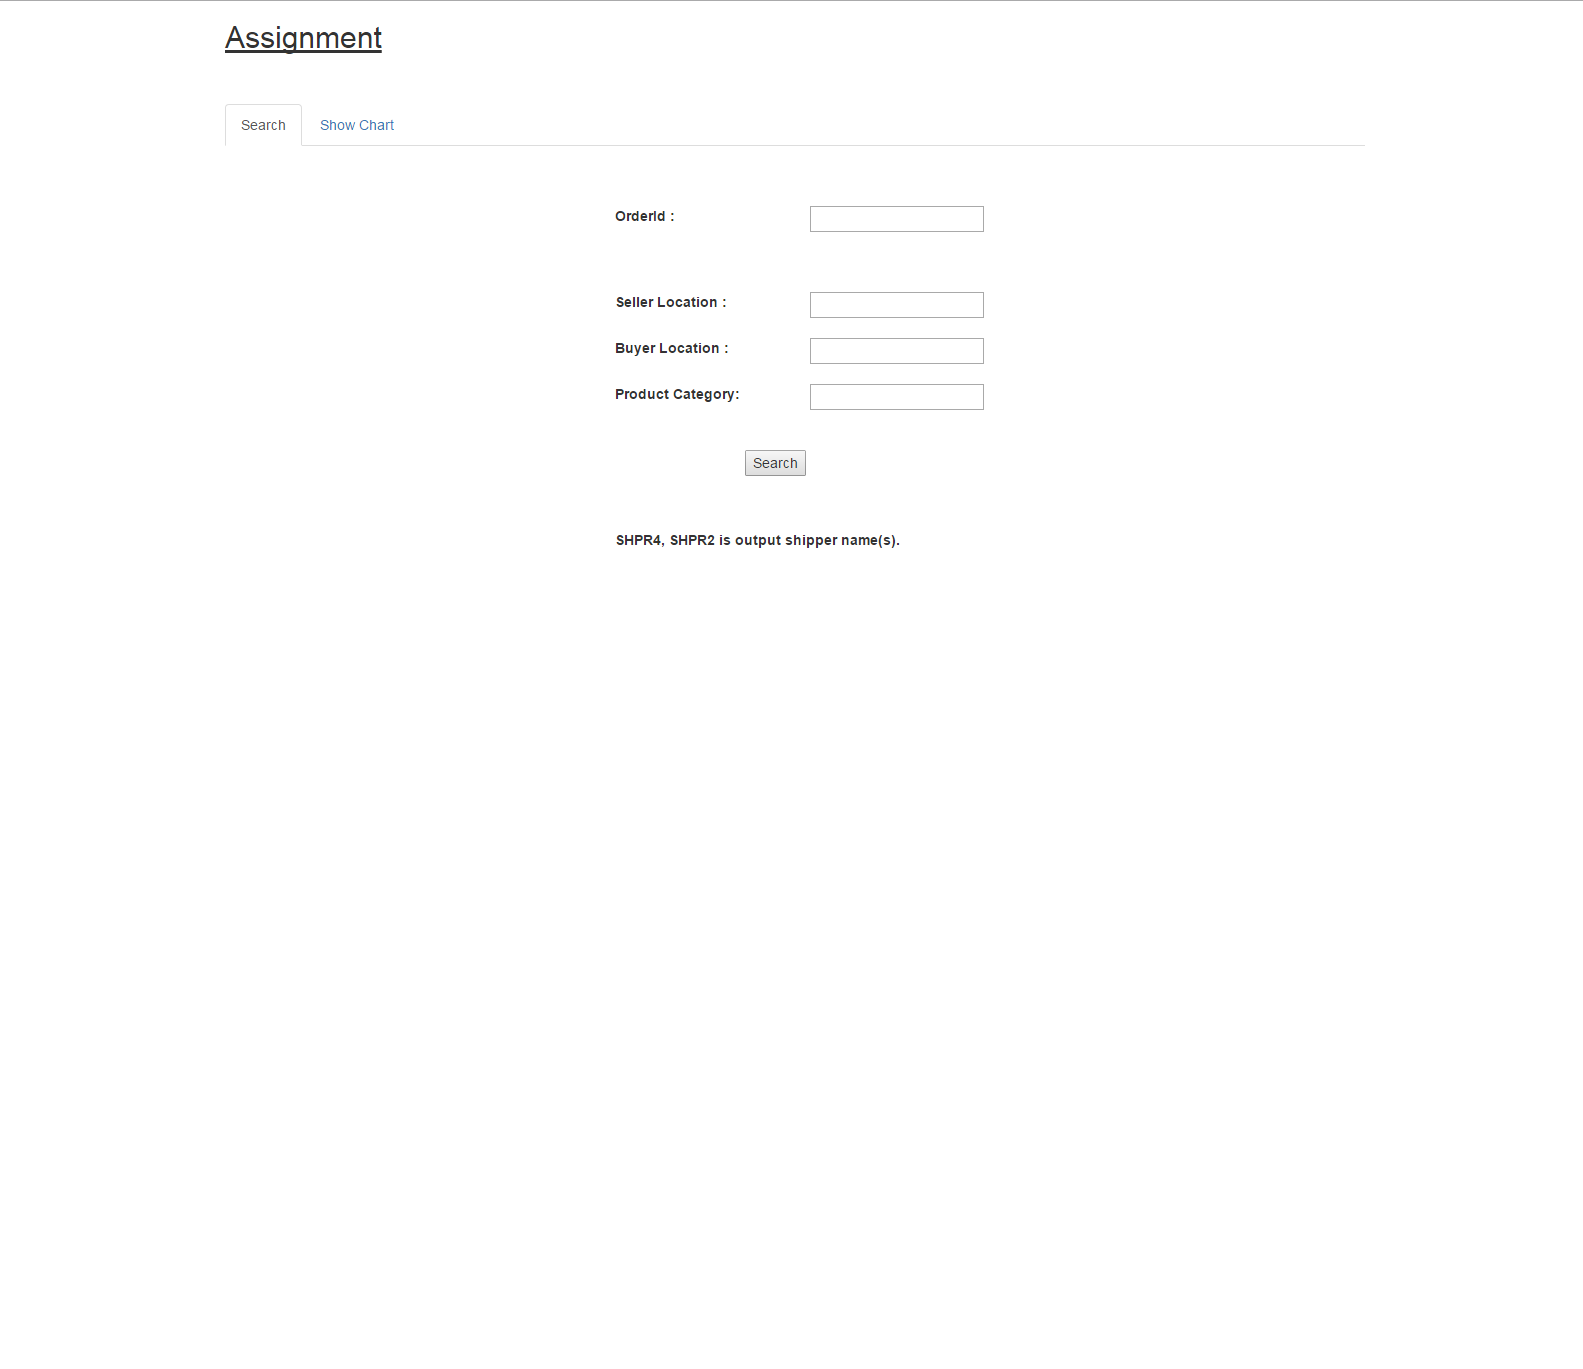 Assignment
Search Show Chart
OrderId :
Seller Location :
Buyer Location :
Product Category:
Search
SHPR4, SHPR2 is output shipper name(s).